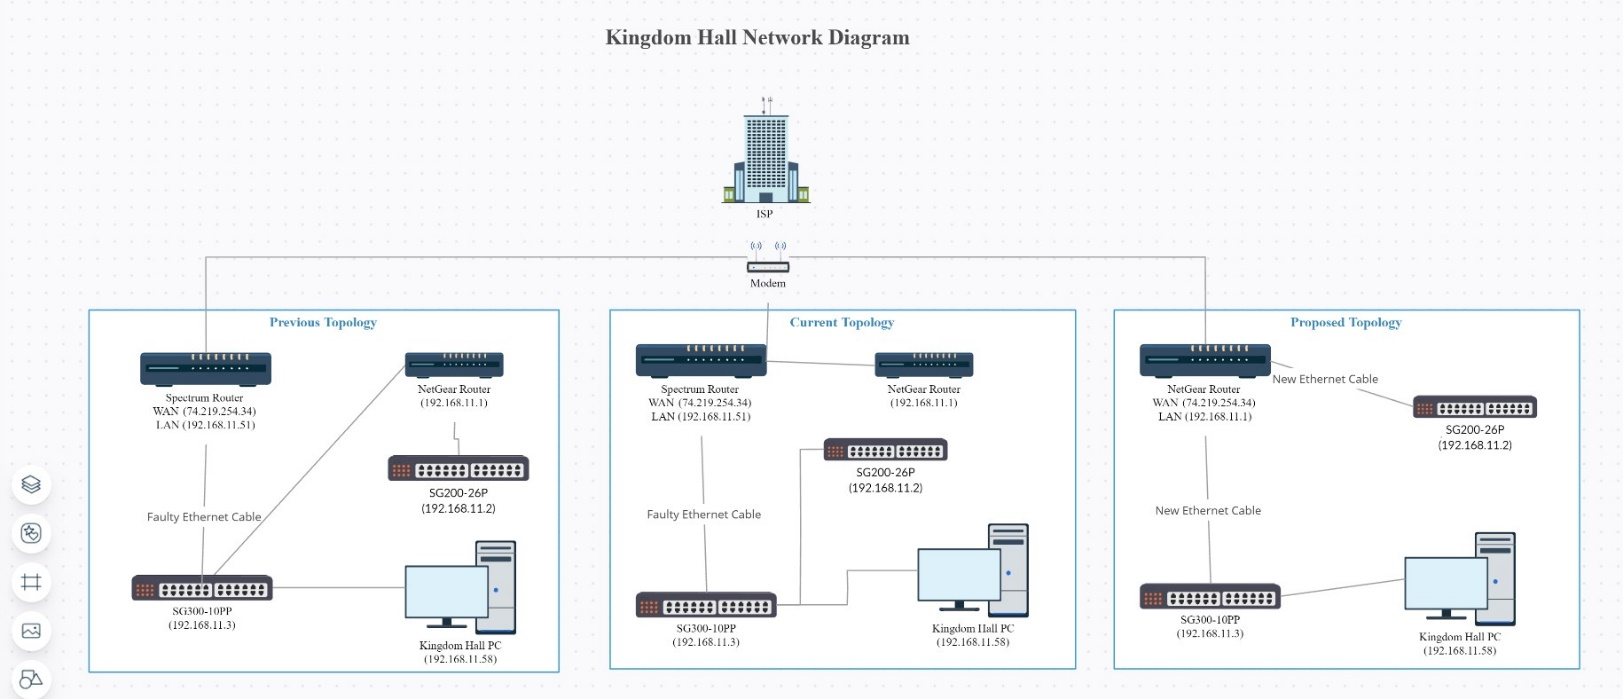 Kingdom Hall Network Diagram
ISP
Modem
Previous Topology
Spectrum Router
WAN (74.219.254.34)
LAN (192.168.11.51)
NetGear Router
(192.168.11.1)
SG200-26P
(192.168.11.2)
Faulty Ethernet Cable
SG300-10PP
(192.168.11.3)
Kingdom Hall PC
(192.168.11.58)
Current Topology
Spectrum Router
WAN (74.219.254.34)
LAN (192.168.11.51)
NetGear Router
(192.168.11.1)
SG200-26P
(192.168.11.2)
Faulty Ethernet Cable
SG300-10PP
(192.168.11.3)
Kingdom Hall PC
(192.168.11.58)
Proposed Topology
NetGear Router
WAN (74.219.254.34)
LAN (192.168.11.1)
New Ethernet Cable
SG200-26P
(192.168.11.2)
New Ethernet Cable
SG300-10PP
(192.168.11.3)
Kingdom Hall PC
(192.168.11.58)